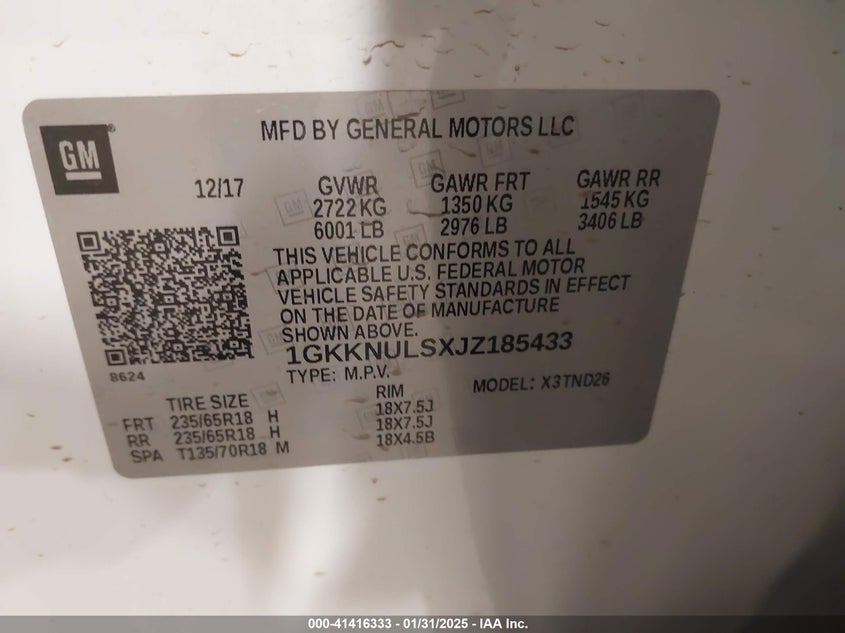 GM
MFD BY GENERAL MOTORS LLC
12/17 GVWR GAWR FRT GAWR RR
2722 KG 1350 KG 1545 KG
6001 LB 2976 LB 3406 LB
THIS VEHICLE CONFORMS TO ALL
APPLICABLE U.S. FEDERAL MOTOR
VEHICLE SAFETY STANDARDS IN EFFECT
ON THE DATE OF MANUFACTURE
SHOWN ABOVE.
1GKKNULSXJZ185433
8624
TYPE: M.P.V. MODEL: X3TND26
TIRE SIZE RIM
FRT 235/65R18 H 18X7.5J
RR 235/65R18 H 18X7.5J
SPA T135/70R18 M 18X4.5B
000-41416333 - 01/31/2025 - IAA Inc.